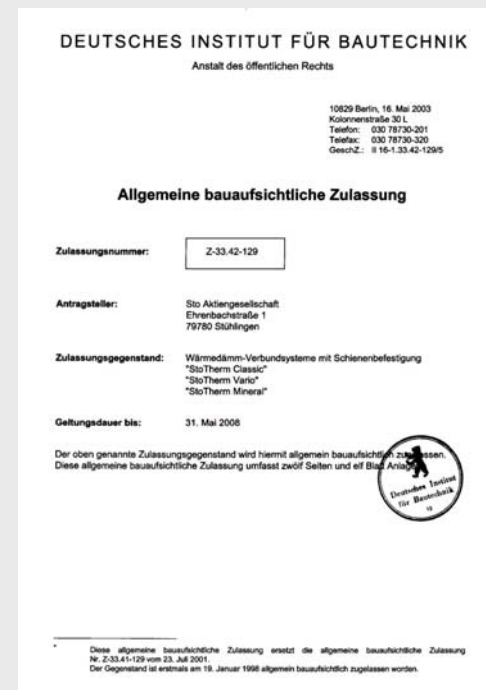 DEUTSCHES INSTITUT FÜR BAUTECHNIK
Anstalt des öffentlichen Rechts
10829 Berlin, 16. Mai 2003
Kolonnenstraße 30 L
Telefon: 030 78730-201
Telefax: 030 78730-320
GeschZ.: II 16-1.33.42-129/5
Allgemeine bauaufsichtliche Zulassung
Zulassungsnummer: Z-33.42-129
Antragsteller: Sto Aktiengesellschaft
Ehrenbachstraße 1
79780 Stühlingen
Zulassungsgegenstand: Wärmedämm-Verbundsysteme mit Schienenbefestigung
"StoTherm Classic"
"StoTherm Vario"
"StoTherm Mineral"
Geltungsdauer bis: 31. Mai 2008
Der oben genannte Zulassungsgegenstand wird hiermit allgemein bauaufsichtlich zugelassen.
Diese allgemeine bauaufsichtliche Zulassung umfasst zwölf Seiten und elf Blatt Anlagen.
Deutsches Institut
für Bautechnik
10
* Diese allgemeine bauaufsichtliche Zulassung ersetzt die allgemeine bauaufsichtliche Zulassung
Nr. Z-33.41-129 vom 23. Juli 2001.
Der Gegenstand ist erstmals am 19. Januar 1998 allgemein bauaufsichtlich zugelassen worden.